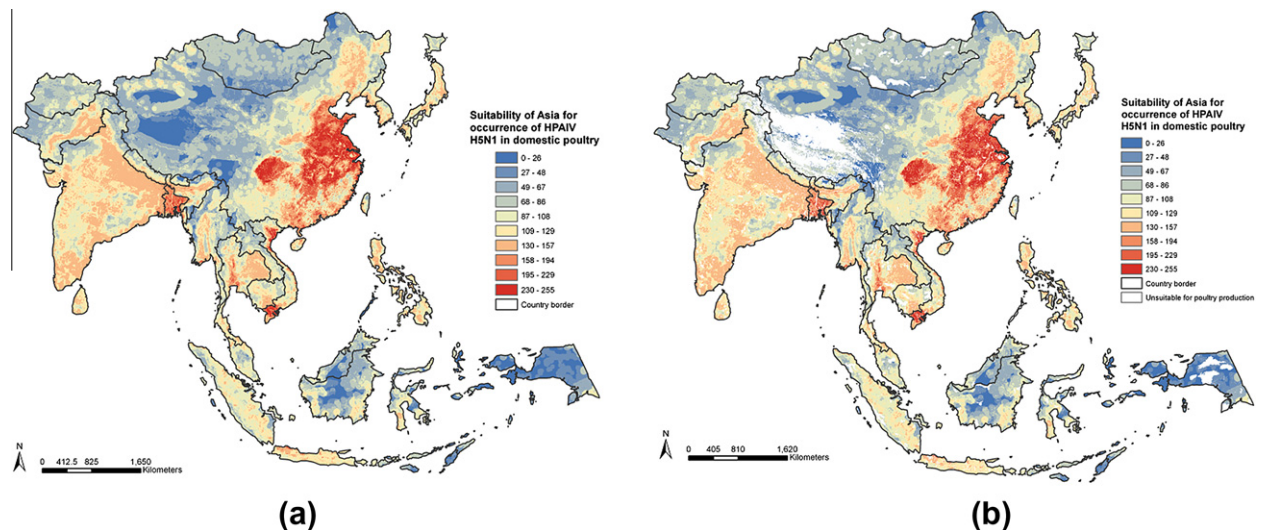 Suitability of Asia for
occurrence of HPAIV
H5N1 in domestic poultry
0 - 26
27 - 48
49 - 67
68 - 86
87 - 108
109 - 129
130 - 157
158 - 194
195 - 229
230 - 255
Country border
N
0 412.5 825 1,650
Kilometers
(a)
Suitability of Asia for
occurrence of HPAIV
H5N1 in domestic poultry
0 - 26
27 - 48
49 - 67
68 - 86
87 - 108
109 - 129
130 - 157
158 - 194
195 - 229
230 - 255
Country border
Unsuitable for poultry production
N
0 405 810 1,620
Kilometers
(b)